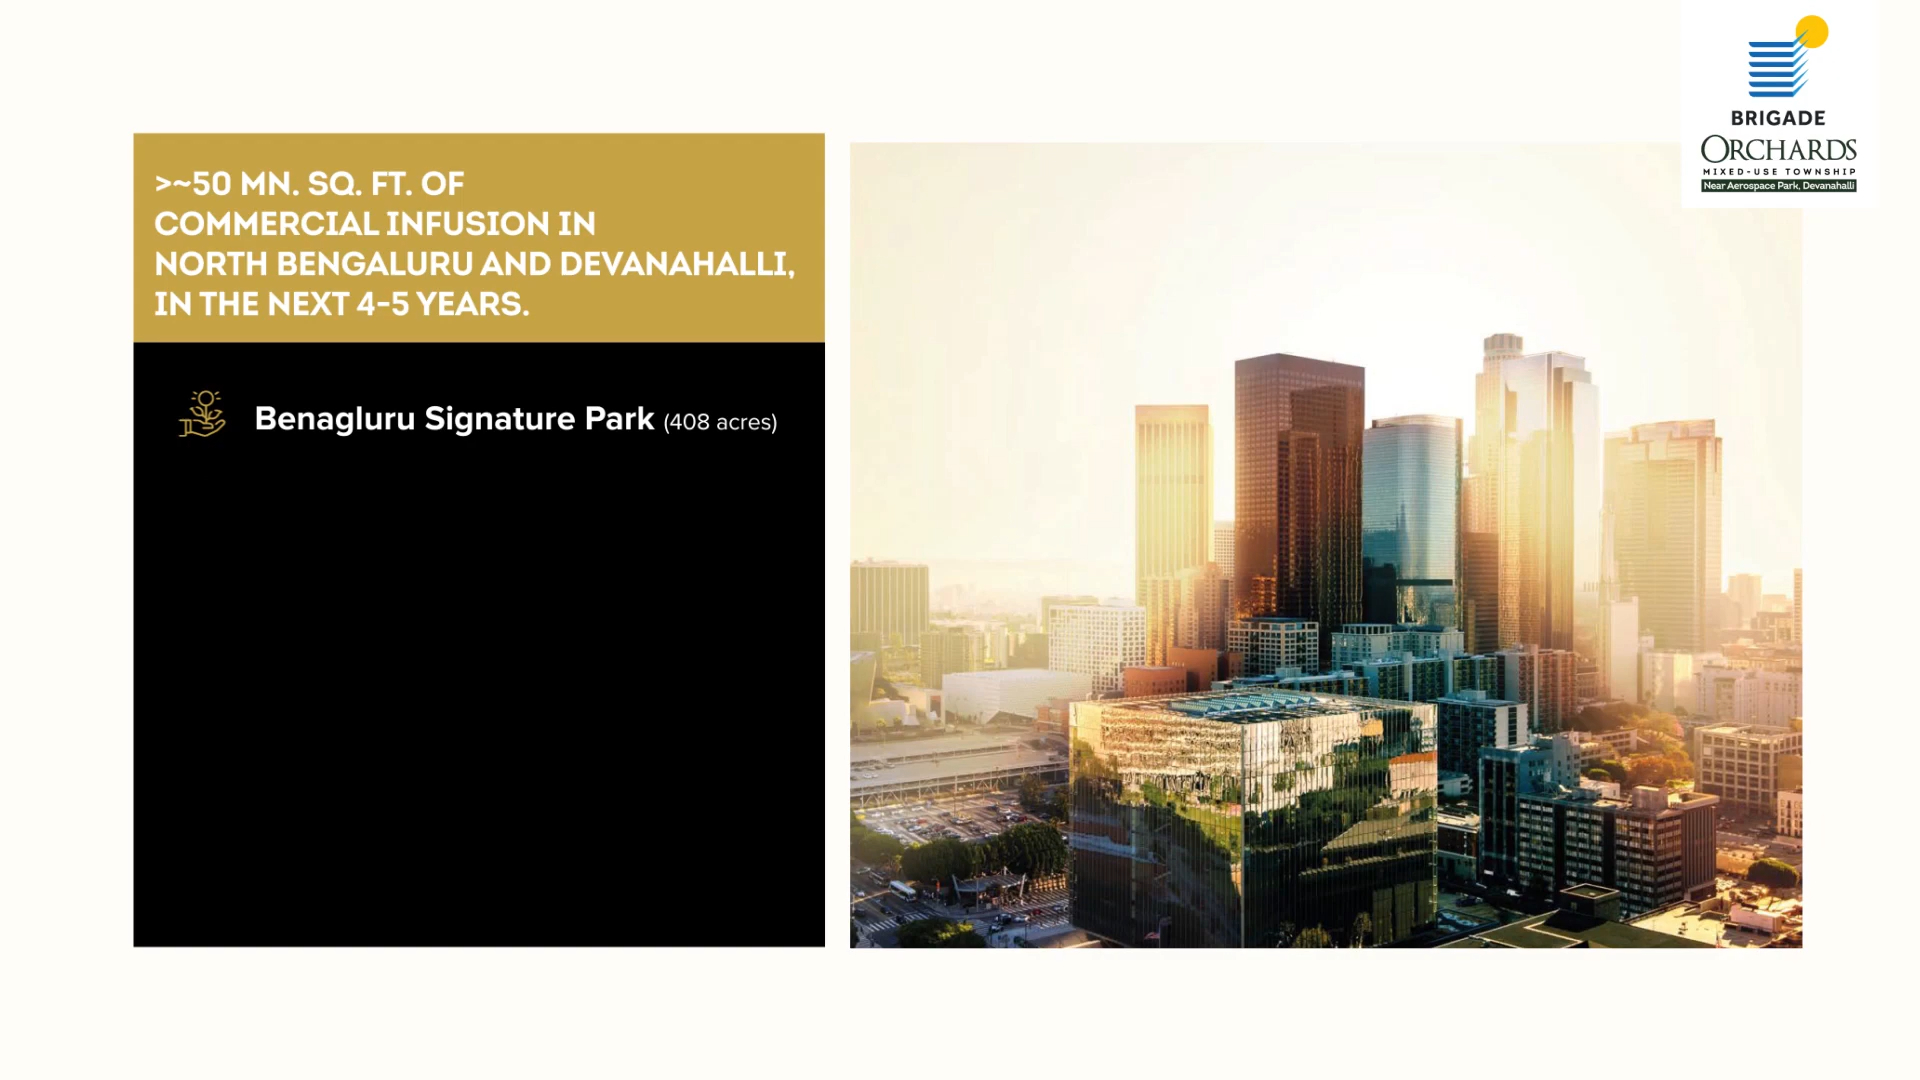 >~50 MN. SQ. FT. OF
COMMERCIAL INFUSION IN
NORTH BENGALURU AND DEVANAHALLI,
IN THE NEXT 4-5 YEARS.
Benagluru Signature Park (408 acres)
BRIGADE
ORCHARDS
MIXED-USE TOWNSHIP
Near Aerospace Park, Devanahalli